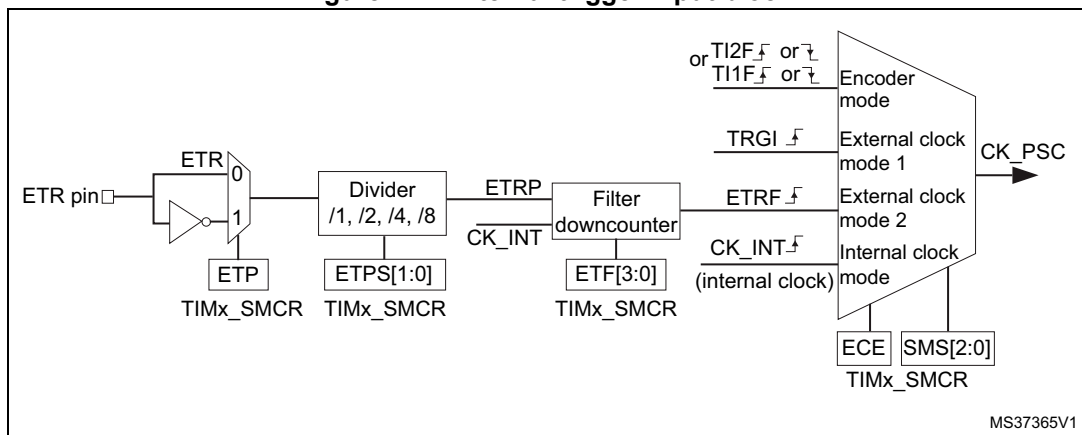 or TI2F or
TI1F or
Encoder
mode
TRGI
External clock
mode 1
CK_PSC
ETR
0
ETR pin
1
Divider
/1, /2, /4, /8
ETRP
CK_INT
Filter
downcounter
ETRF
External clock
mode 2
CK_INT
(internal clock)
Internal clock
mode
ETP
TIMx_SMCR
ETPS[1:0]
TIMx_SMCR
ETF[3:0]
TIMx_SMCR
ECE
SMS[2:0]
TIMx_SMCR
MS37365V1